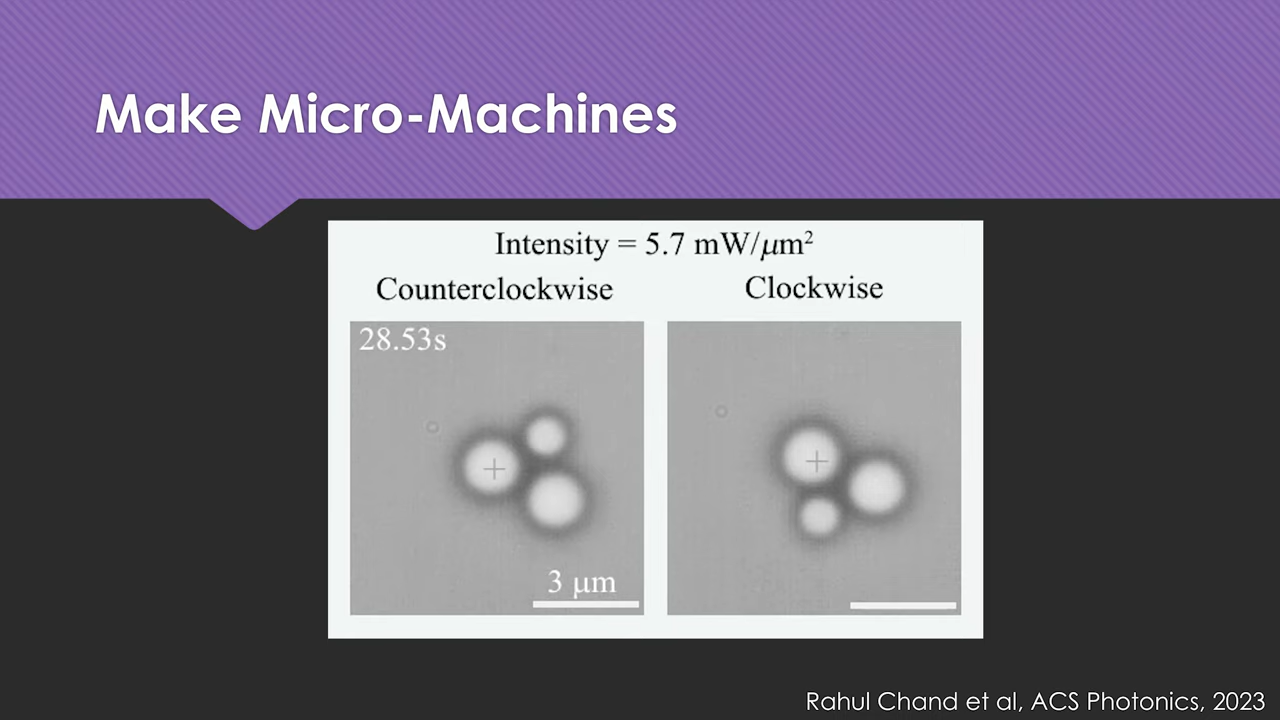 Make Micro-Machines
Intensity = 5.7 mW/μm²
Counterclockwise
Clockwise
28.53s
3 μm
Rahul Chand et al, ACS Photonics, 2023